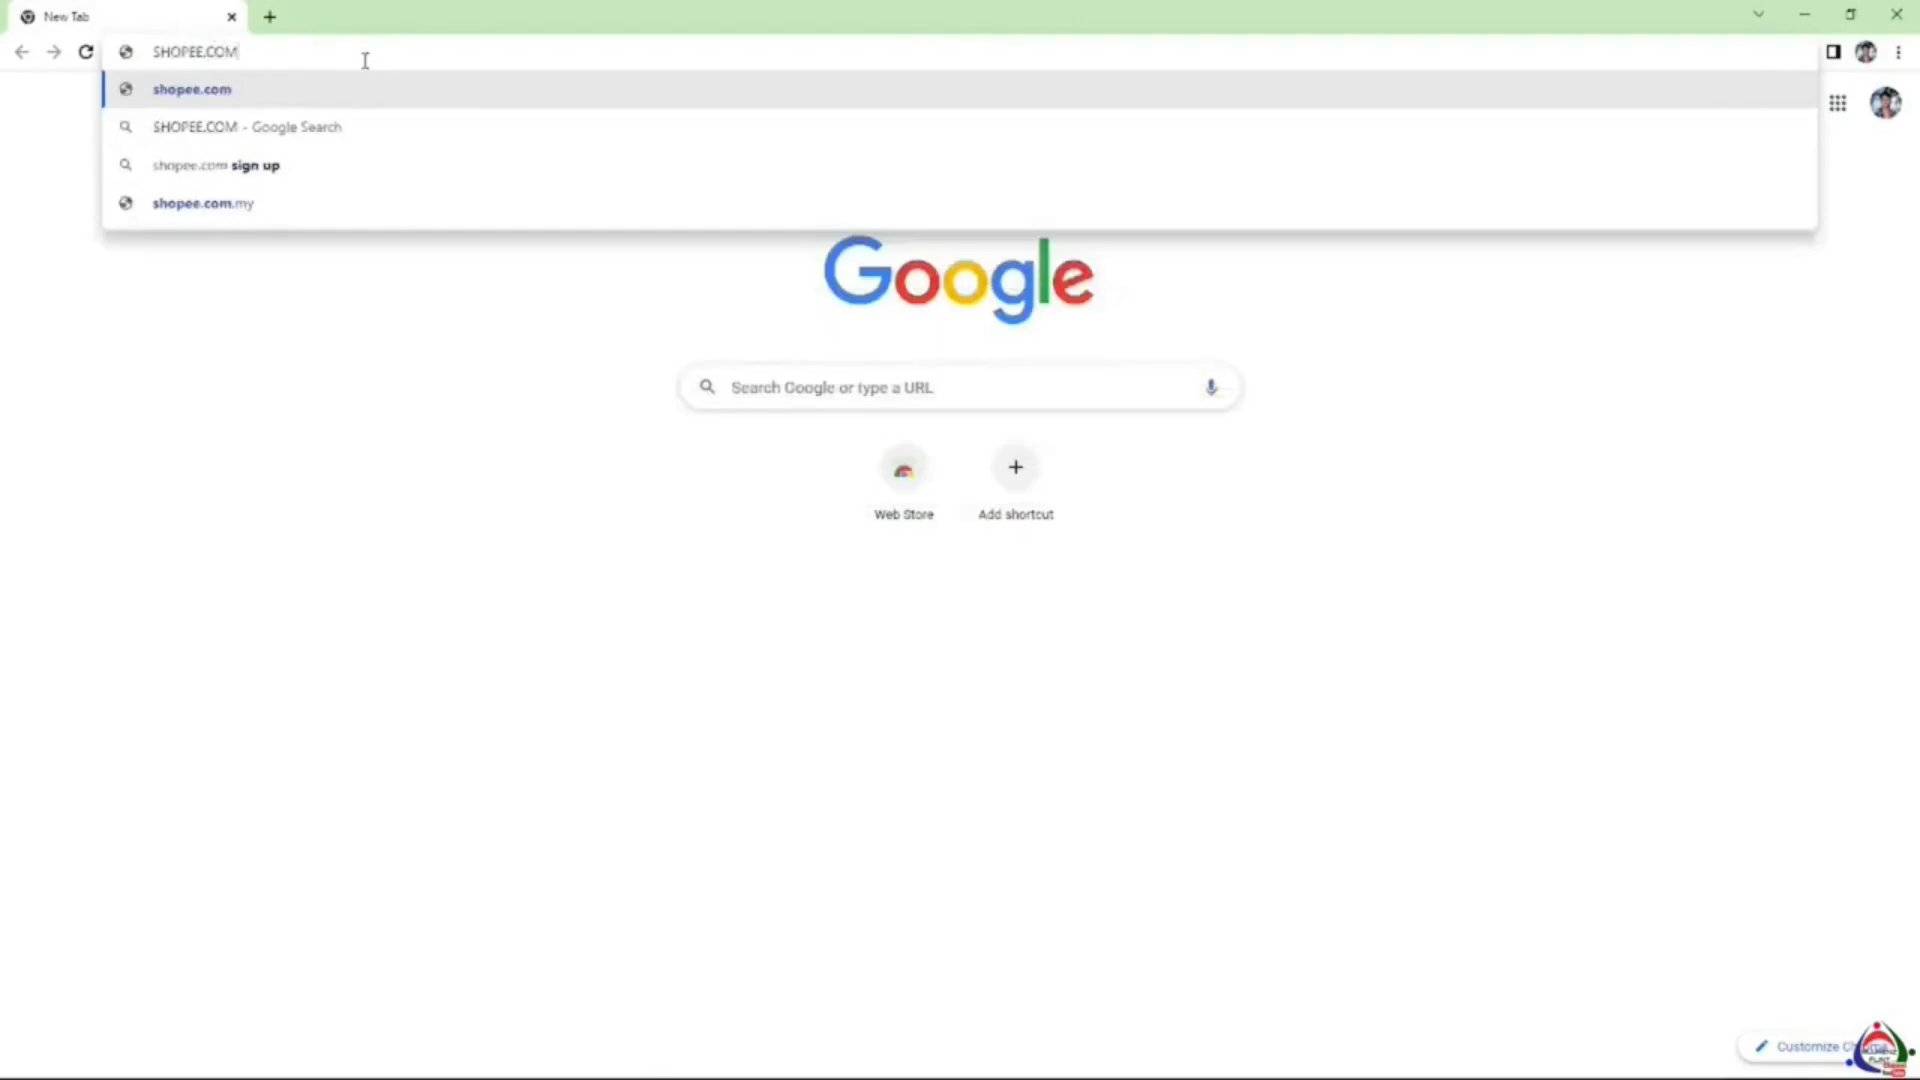 New Tab
SHOPEE.COM
shopee.com
SHOPEE.COM - Google Search
shopee.com sign up
shopee.com.my
Google
Search Google or type a URL
Web Store
Add shortcut
Customize